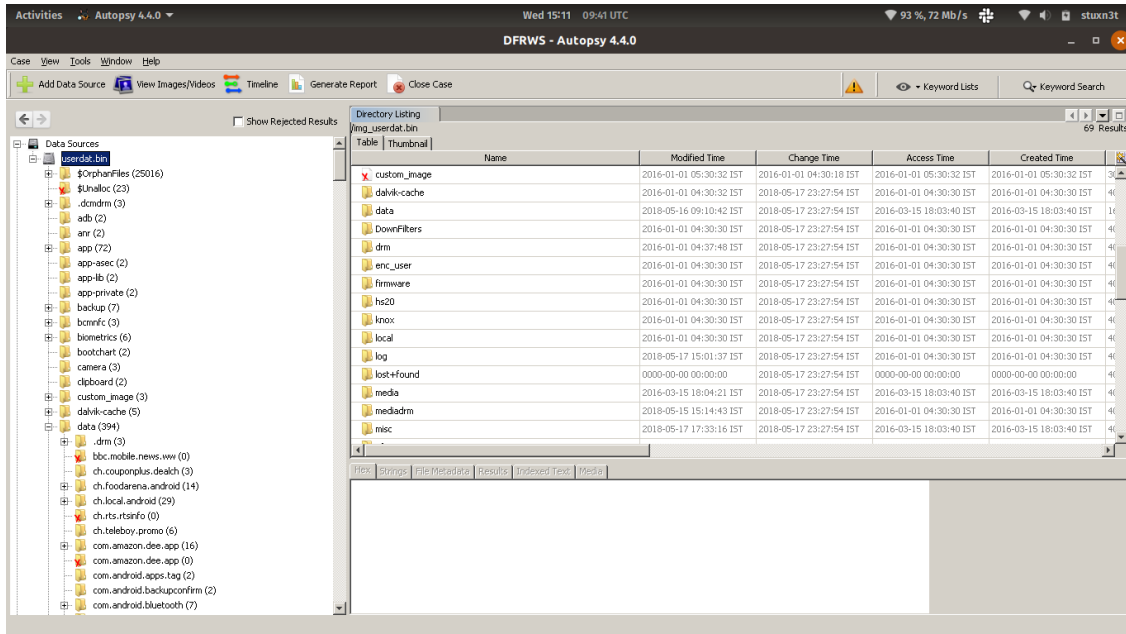 Activities Autopsy 4.4.0 Wed 15:11 09:41 UTC 93 %, 72 Mb/s stuxn3t
DFRWS - Autopsy 4.4.0
Case View Tools Window Help
Add Data Source View Images/Videos Timeline Generate Report Close Case Keyword Lists Keyword Search
Show Rejected Results
Data Sources
userdat.bin
$OrphanFiles (25016)
$Unalloc (23)
.dcmdrm (3)
adb (2)
anr (2)
app (72)
app-asec (2)
app-lib (2)
app-private (2)
backup (7)
bcmnfc (3)
biometrics (6)
bootchart (2)
camera (3)
clipboard (2)
custom_image (3)
dalvik-cache (5)
data (394)
.drm (3)
bbc.mobile.news.ww (0)
ch.couponplus.dealch (3)
ch.foodarena.android (14)
ch.local.android (29)
ch.rts.rtsinfo (0)
ch.teleboy.promo (6)
com.amazon.dee.app (16)
com.amazon.dee.app (0)
com.android.apps.tag (2)
com.android.backupconfirm (2)
com.android.bluetooth (7)
Directory Listing
/img_userdat.bin
69 Results
Table Thumbnail
Name Modified Time Change Time Access Time Created Time
custom_image 2016-01-01 05:30:32 IST 2016-01-01 04:30:18 IST 2016-01-01 05:30:32 IST 2016-01-01 05:30:32 IST
dalvik-cache 2016-01-01 04:30:32 IST 2018-05-17 23:27:54 IST 2016-01-01 04:30:30 IST 2016-01-01 04:30:30 IST
data 2018-05-16 09:10:42 IST 2018-05-17 23:27:54 IST 2016-03-15 18:03:40 IST 2016-03-15 18:03:40 IST
DownFilters 2016-01-01 04:30:30 IST 2018-05-17 23:27:54 IST 2016-01-01 04:30:30 IST 2016-01-01 04:30:30 IST
drm 2016-01-01 04:37:48 IST 2018-05-17 23:27:54 IST 2016-01-01 04:30:30 IST 2016-01-01 04:30:30 IST
enc_user 2016-01-01 04:30:30 IST 2018-05-17 23:27:54 IST 2016-01-01 04:30:30 IST 2016-01-01 04:30:30 IST
firmware 2016-01-01 04:30:30 IST 2018-05-17 23:27:54 IST 2016-01-01 04:30:30 IST 2016-01-01 04:30:30 IST
hs20 2016-01-01 04:30:30 IST 2018-05-17 23:27:54 IST 2016-01-01 04:30:30 IST 2016-01-01 04:30:30 IST
knox 2016-01-01 04:30:30 IST 2018-05-17 23:27:54 IST 2016-01-01 04:30:30 IST 2016-01-01 04:30:30 IST
local 2016-01-01 04:30:30 IST 2018-05-17 23:27:54 IST 2016-01-01 04:30:30 IST 2016-01-01 04:30:30 IST
log 2018-05-17 15:01:37 IST 2018-05-17 23:27:54 IST 2016-01-01 04:30:30 IST 2016-01-01 04:30:30 IST
lost+found 0000-00-00 00:00:00 2018-05-17 23:27:54 IST 0000-00-00 00:00:00 0000-00-00 00:00:00
media 2016-03-15 18:04:21 IST 2018-05-17 23:27:54 IST 2016-03-15 18:03:40 IST 2016-03-15 18:03:40 IST
mediadrm 2018-05-15 15:14:43 IST 2018-05-17 23:27:54 IST 2016-01-01 04:30:30 IST 2016-01-01 04:30:30 IST
misc 2018-05-17 17:33:16 IST 2018-05-17 23:27:54 IST 2016-03-15 18:03:40 IST 2016-03-15 18:03:40 IST
Hex Strings File Metadata Results Indexed Text Media